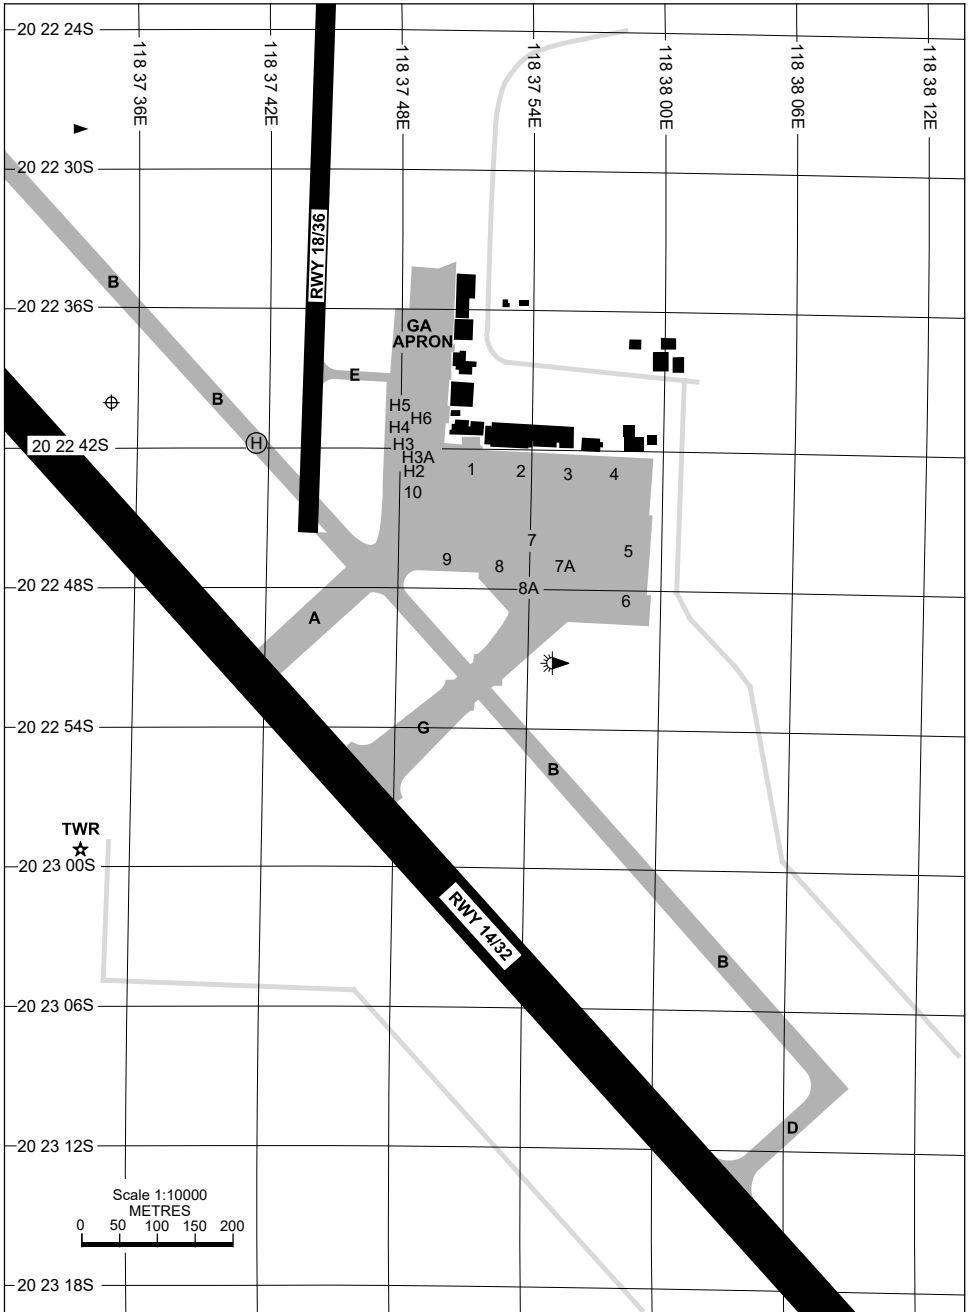 20 22 24S
118 37 36E
118 37 42E
118 37 48E
118 37 54E
118 38 00E
118 38 06E
118 38 12E
20 22 30S
RWY 18/36
B
20 22 36S
GA
APRON
E
B
H5
H6
H4
H
20 22 42S
H3
H3A
H2
10
1
2
3
4
7
5
9
8
7A
20 22 48S
8A
6
A
20 22 54S
G
B
TWR
20 23 00S
RWY 14/32
B
20 23 06S
D
20 23 12S
Scale 1:10000
METRES
0 50 100 150 200
20 23 18S